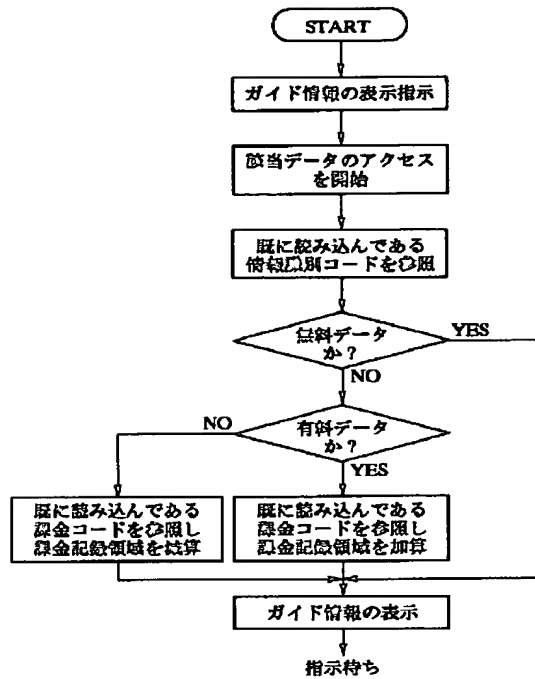 START
ガイド情報の表示指示
該当データのアクセス
を開始
既に読み込んである
情報識別コードを参照
無料データ
か?
YES
NO
有料データ
か?
NO
YES
既に読み込んである
課金コードを参照し
課金記録領域を減算
既に読み込んである
課金コードを参照し
課金記録領域を加算
ガイド情報の表示
指示待ち